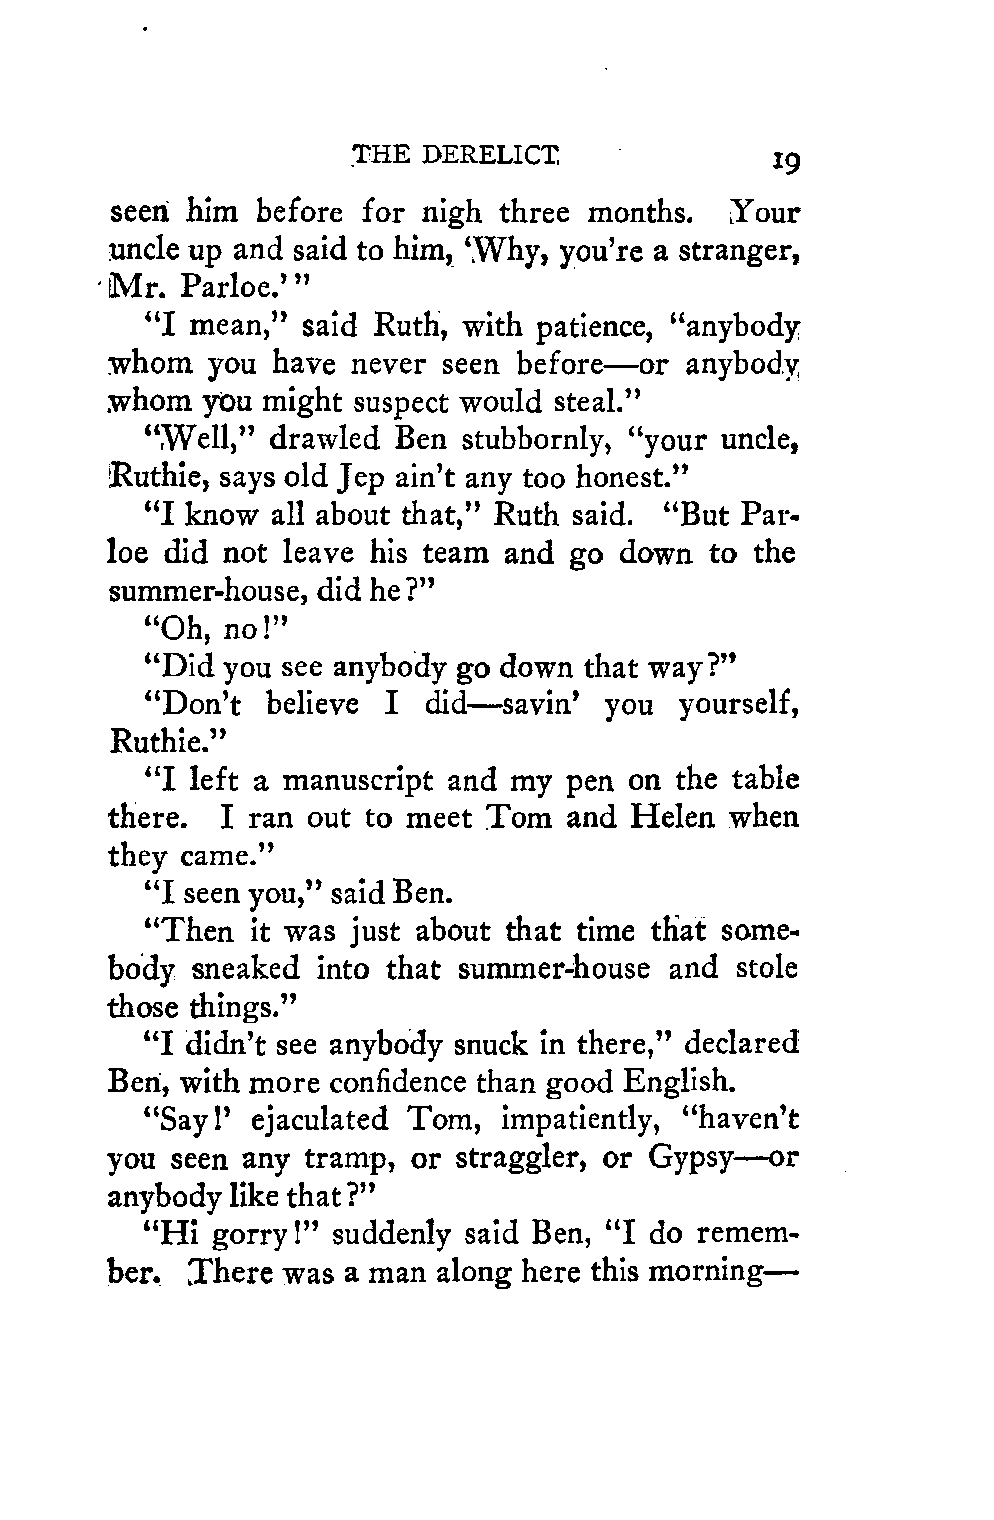 THE DERELICT 19
seen him before for nigh three months. Your
uncle up and said to him, 'Why, you're a stranger,
Mr. Parloe.'"
"I mean," said Ruth, with patience, "anybody
whom you have never seen before—or anybody
whom you might suspect would steal."
"Well," drawled Ben stubbornly, "your uncle,
Ruthie, says old Jep ain't any too honest."
"I know all about that," Ruth said. "But Par-
loe did not leave his team and go down to the
summer-house, did he?"
"Oh, no!"
"Did you see anybody go down that way?"
"Don't believe I did—savin' you yourself,
Ruthie."
"I left a manuscript and my pen on the table
there. I ran out to meet Tom and Helen when
they came."
"I seen you," said Ben.
"Then it was just about that time that some-
body sneaked into that summer-house and stole
those things."
"I didn't see anybody snuck in there," declared
Ben, with more confidence than good English.
"Say!' ejaculated Tom, impatiently, "haven't
you seen any tramp, or straggler, or Gypsy—or
anybody like that?"
"Hi gorry!" suddenly said Ben, "I do remem-
ber. There was a man along here this morning—